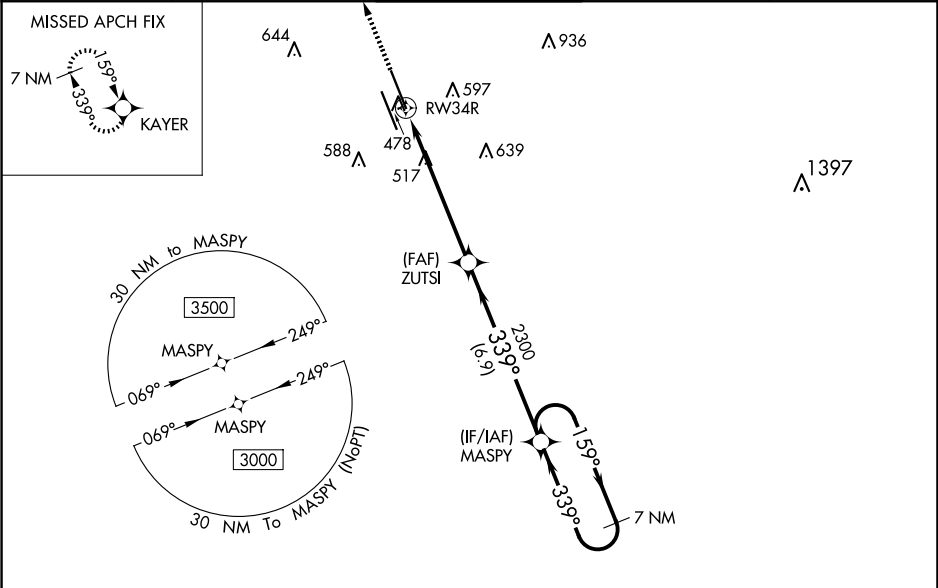 MISSED APCH FIX
7 NM
159°
339°
KAYER
644
936
597
RW34R
478
588
517
639
1397
(FAF)
ZUTSI
30 NM to MASPY
3500
249°
MASPY
069°
249°
069°
MASPY
3000
30 NM To MASPY (NoPT)
2300
339°
(6.9)
(IF/IAF)
MASPY
159°
339°
7 NM